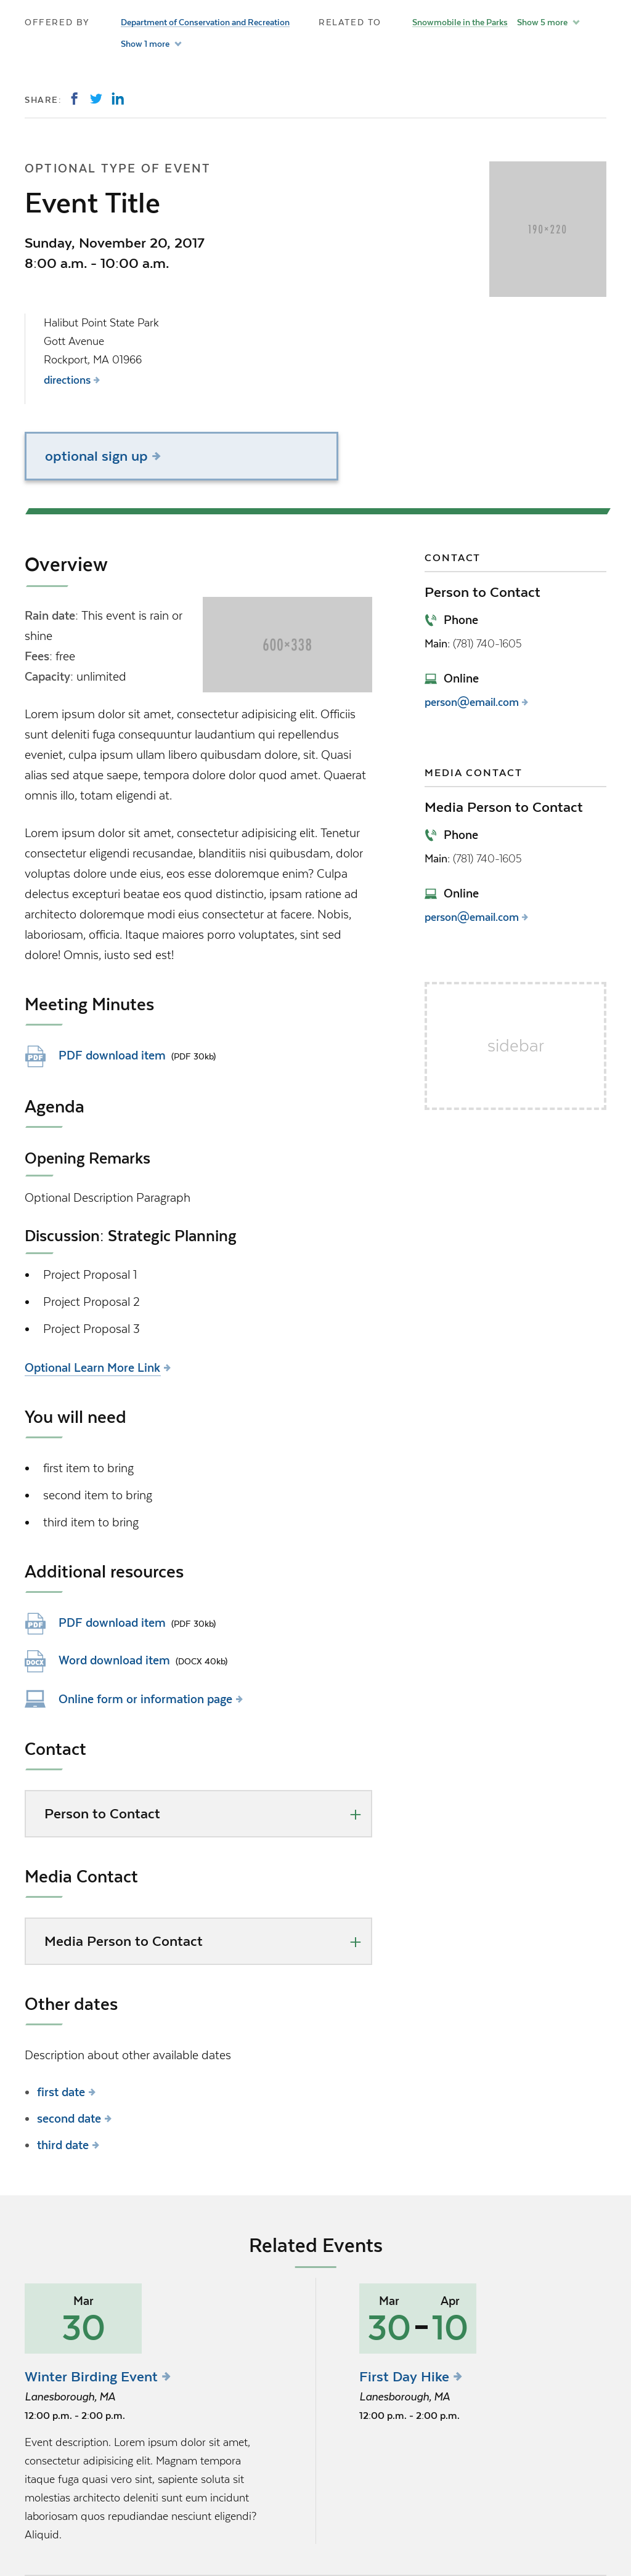 OFFERED BY
Department of Conservation and Recreation
Show 1 more
RELATED TO
Snowmobile in the Parks Show 5 more
SHARE:
OPTIONAL TYPE OF EVENT
Event Title
Sunday, November 20, 2017
8:00 a.m. - 10:00 a.m.
190×220
Halibut Point State Park
Gott Avenue
Rockport, MA 01966
directions
optional sign up
Overview
Rain date: This event is rain or
shine
Fees: free
Capacity: unlimited
600×338
Lorem ipsum dolor sit amet, consectetur adipisicing elit. Officiis
sunt deleniti fuga consequuntur laudantium qui repellendus
eveniet, culpa ipsum ullam libero quibusdam dolore, sit. Quasi
alias sed atque saepe, tempora dolore dolor quod amet. Quaerat
omnis illo, totam eligendi at.
Lorem ipsum dolor sit amet, consectetur adipisicing elit. Tenetur
consectetur eligendi recusandae, blanditiis nisi quibusdam, dolor
voluptas dolore unde eius, eos esse doloremque enim? Culpa
delectus excepturi beatae eos quod distinctio, ipsam ratione ad
architecto doloremque modi eius consectetur at facere. Nobis,
laboriosam, officia. Itaque maiores porro voluptates, sint sed
dolore! Omnis, iusto sed est!
Meeting Minutes
PDF
PDF download item (PDF 30kb)
Agenda
Opening Remarks
Optional Description Paragraph
Discussion: Strategic Planning
• Project Proposal 1
• Project Proposal 2
• Project Proposal 3
Optional Learn More Link
You will need
• first item to bring
• second item to bring
• third item to bring
Additional resources
PDF
PDF download item (PDF 30kb)
DOCX
Word download item (DOCX 40kb)
Online form or information page
Contact
Person to Contact
Media Contact
Media Person to Contact
Other dates
Description about other available dates
• first date
• second date
• third date
CONTACT
Person to Contact
Phone
Main: (781) 740-1605
Online
person@email.com
MEDIA CONTACT
Media Person to Contact
Phone
Main: (781) 740-1605
Online
person@email.com
sidebar
Related Events
Mar
30
Winter Birding Event
Lanesborough, MA
12:00 p.m. - 2:00 p.m.
Event description. Lorem ipsum dolor sit amet,
consectetur adipisicing elit. Magnam tempora
itaque fuga quasi vero sint, sapiente soluta sit
molestias architecto deleniti sunt eum incidunt
laboriosam quos repudiandae nesciunt eligendi?
Aliquid.
Mar Apr
30-10
First Day Hike
Lanesborough, MA
12:00 p.m. - 2:00 p.m.